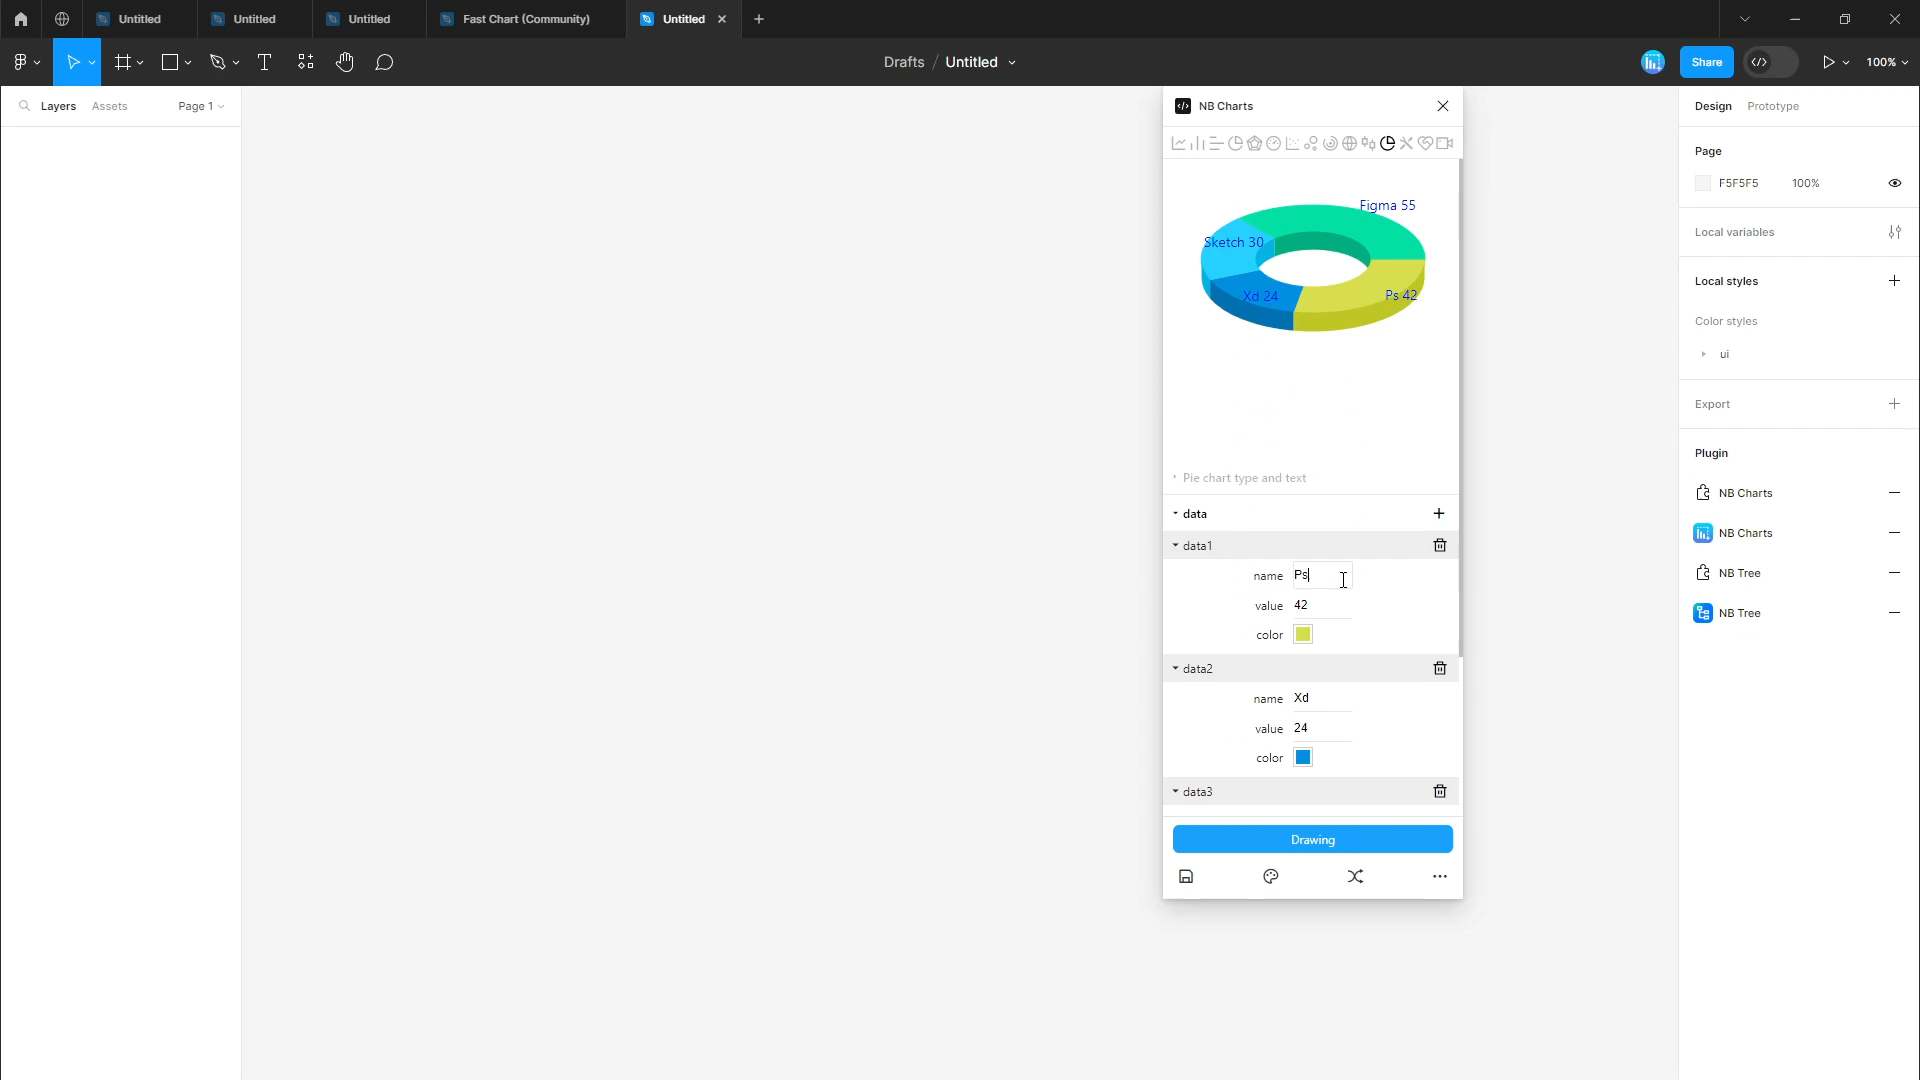 Untitled
Untitled
Untitled
Fast Chart (Community)
Untitled
Drafts / Untitled
Share
100%
Layers
Assets
Page 1
NB Charts
Design
Prototype
Page
F5F5F5
100%
Local variables
Local styles
Color styles
ui
Export
Plugin
NB Charts
NB Charts
NB Tree
NB Tree
Figma 55
Sketch 30
Xd 24
Ps 42
Pie chart type and text
data
data1
name
Ps
value
42
color
data2
name
Xd
value
24
color
data3
Drawing